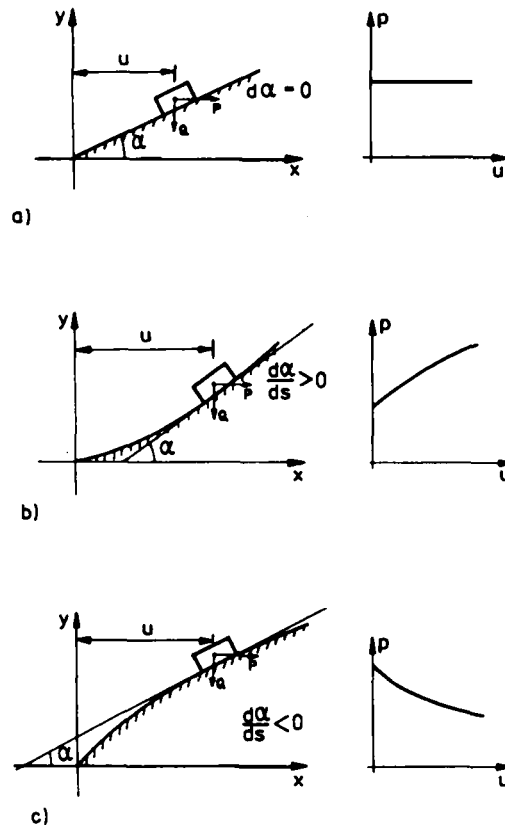 y
p
u
dα = 0
P
Q
α
x
u
a)
y
p
u
dα/ds > 0
P
Q
α
x
u
b)
y
p
u
P
Q
dα/ds < 0
α
x
u
c)